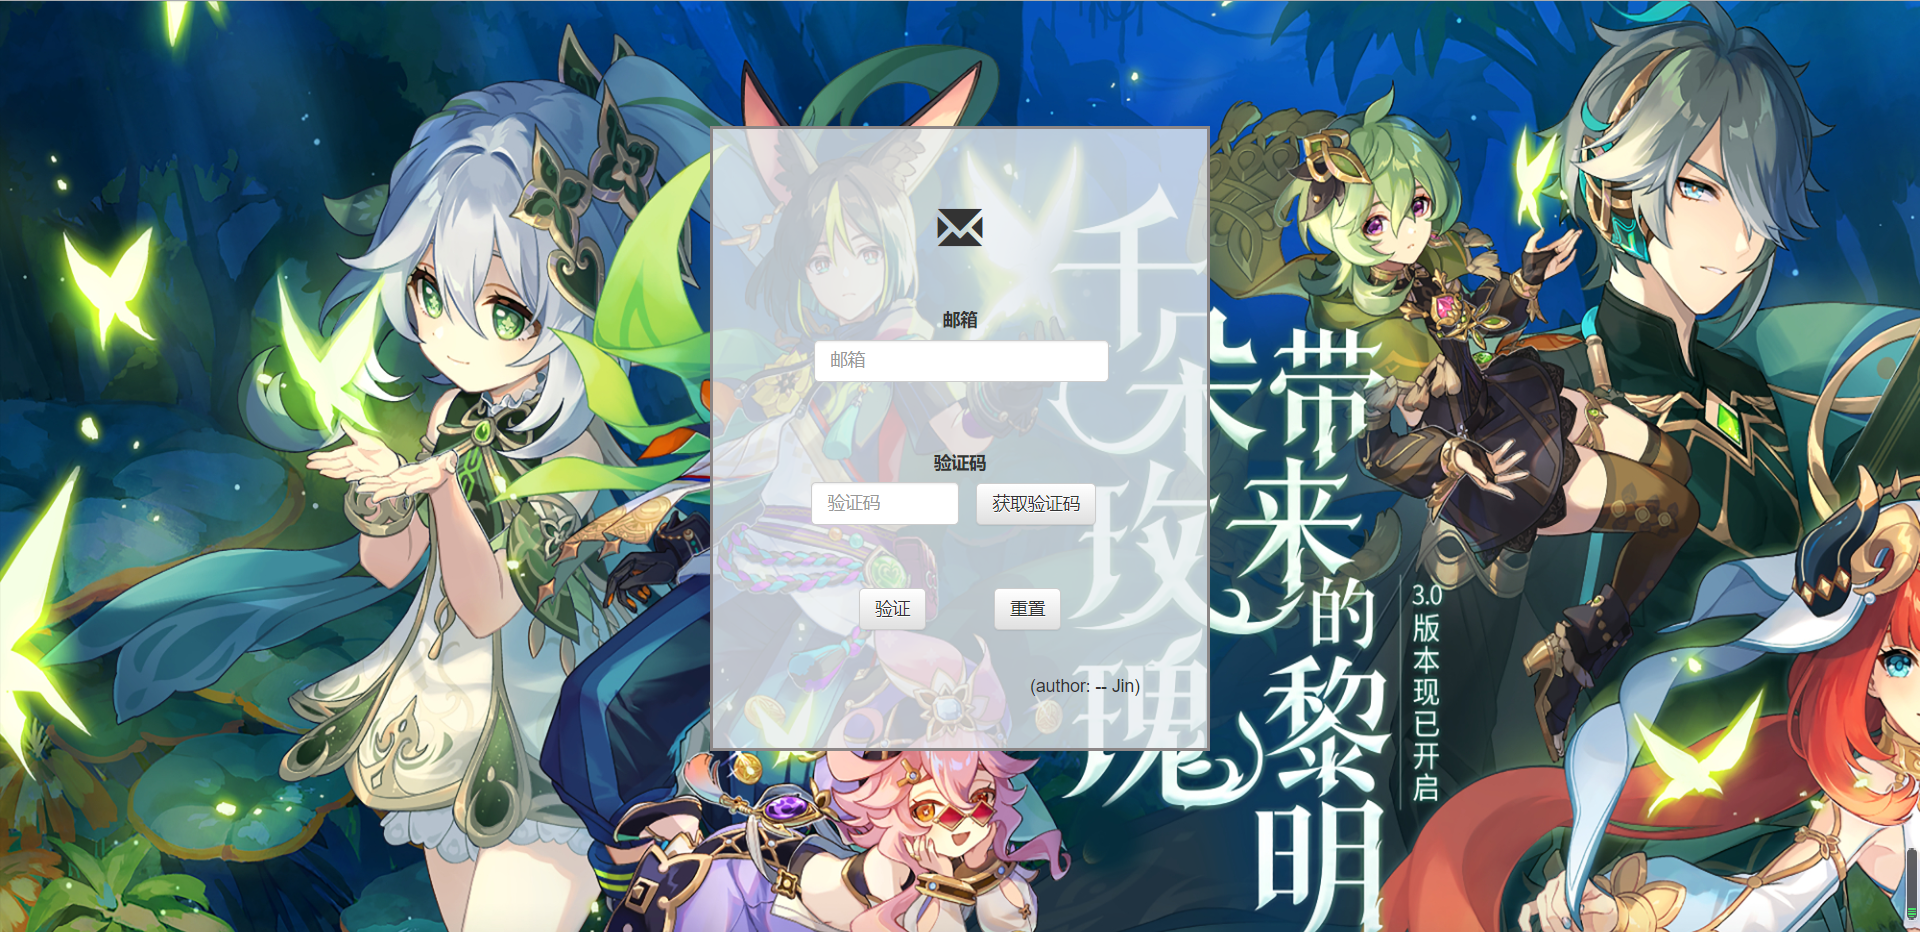 邮箱
邮箱
验证码
验证码 获取验证码
验证 重置
(author: -- Jin)
千朵玫瑰
带来的黎明
3.0版本现已开启